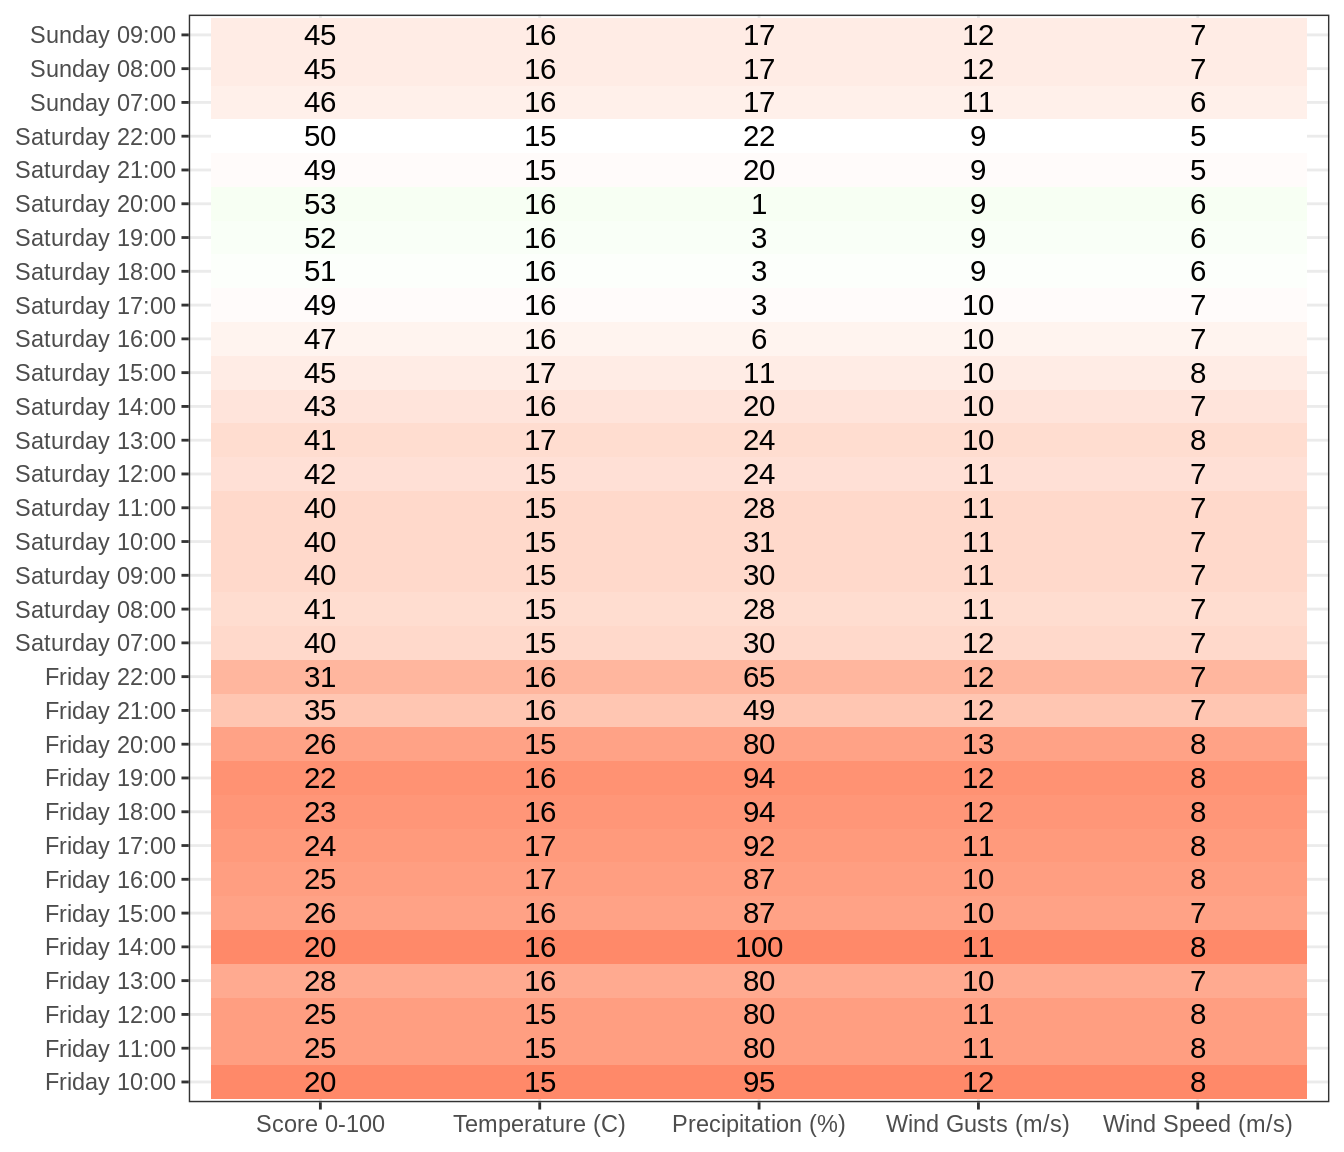 Sunday 09:00 45 16 17 12 7
Sunday 08:00 45 16 17 12 7
Sunday 07:00 46 16 17 11 6
Saturday 22:00 50 15 22 9 5
Saturday 21:00 49 15 20 9 5
Saturday 20:00 53 16 1 9 6
Saturday 19:00 52 16 3 9 6
Saturday 18:00 51 16 3 9 6
Saturday 17:00 49 16 3 10 7
Saturday 16:00 47 16 6 10 7
Saturday 15:00 45 17 11 10 8
Saturday 14:00 43 16 20 10 7
Saturday 13:00 41 17 24 10 8
Saturday 12:00 42 15 24 11 7
Saturday 11:00 40 15 28 11 7
Saturday 10:00 40 15 31 11 7
Saturday 09:00 40 15 30 11 7
Saturday 08:00 41 15 28 11 7
Saturday 07:00 40 15 30 12 7
Friday 22:00 31 16 65 12 7
Friday 21:00 35 16 49 12 7
Friday 20:00 26 15 80 13 8
Friday 19:00 22 16 94 12 8
Friday 18:00 23 16 94 12 8
Friday 17:00 24 17 92 11 8
Friday 16:00 25 17 87 10 8
Friday 15:00 26 16 87 10 7
Friday 14:00 20 16 100 11 8
Friday 13:00 28 16 80 10 7
Friday 12:00 25 15 80 11 8
Friday 11:00 25 15 80 11 8
Friday 10:00 20 15 95 12 8
Score 0-100 Temperature (C) Precipitation (%) Wind Gusts (m/s) Wind Speed (m/s)